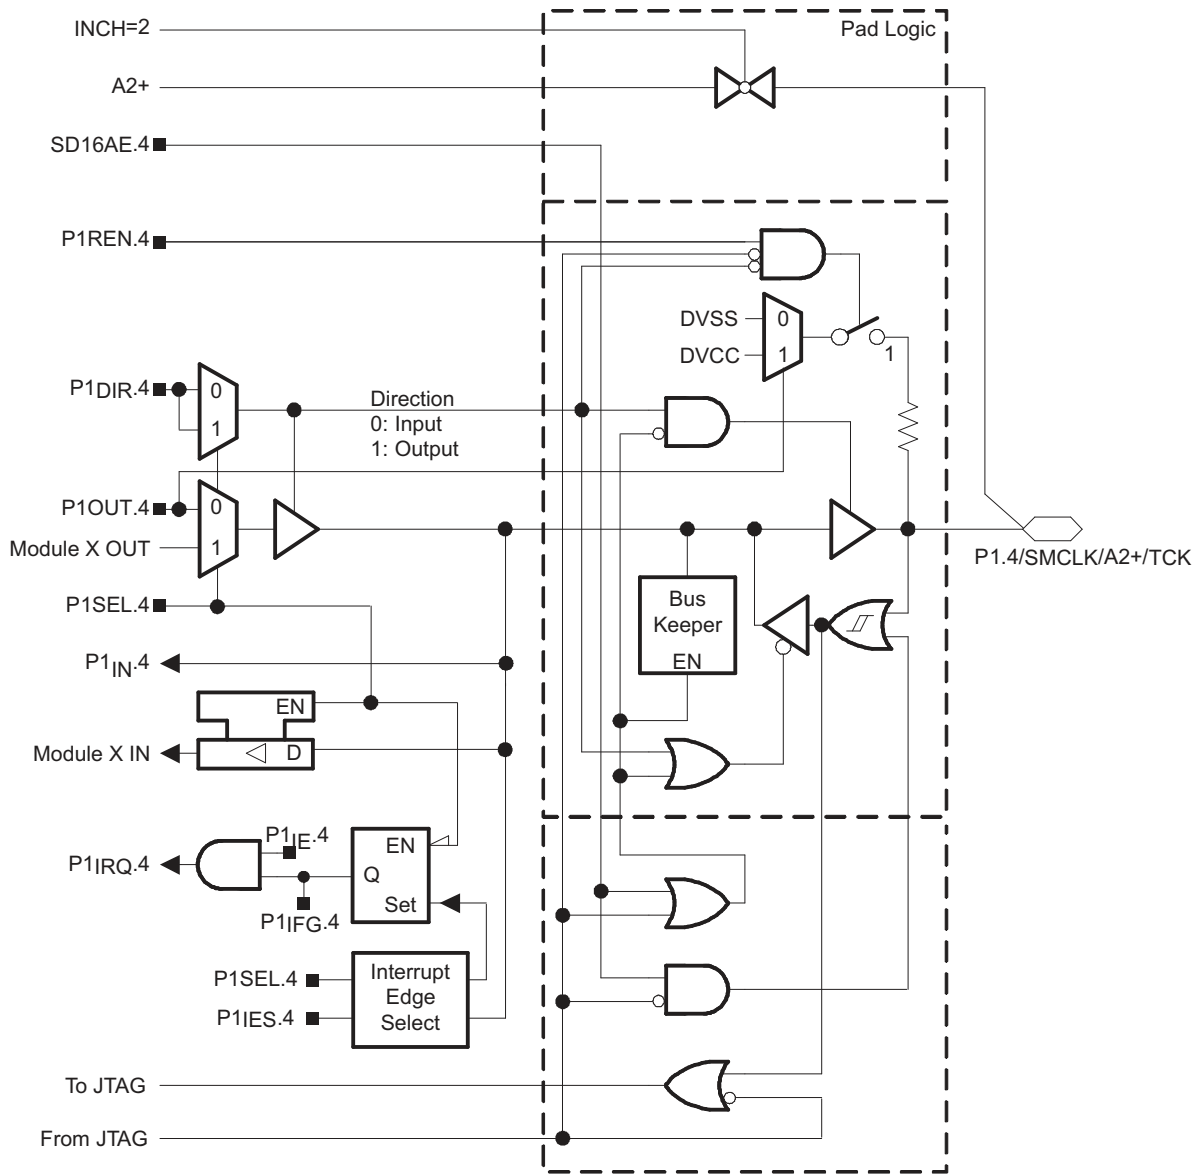 INCH=2
Pad Logic
A2+
SD16AE.4
P1REN.4
DVSS
0
DVCC
1
1
P1DIR.4
0
1
Direction
0: Input
1: Output
P1OUT.4
0
Module X OUT
1
P1.4/SMCLK/A2+/TCK
P1SEL.4
Bus
Keeper
EN
P1IN.4
EN
Module X IN
D
P1IE.4
EN
P1IRQ.4
Q
Set
P1IFG.4
P1SEL.4
Interrupt
Edge
Select
P1IES.4
To JTAG
From JTAG